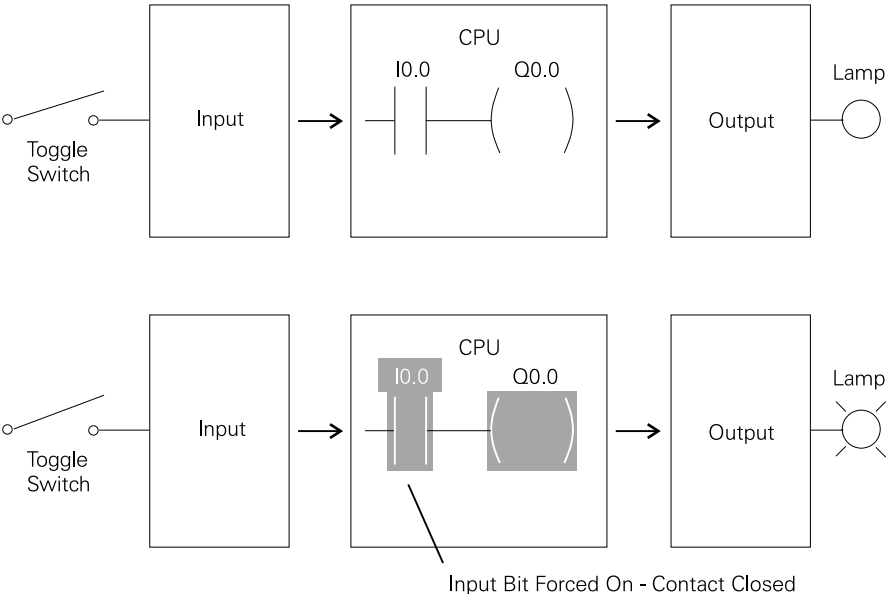 CPU
I0.0 Q0.0
Lamp
Input
Output
Toggle
Switch
CPU
I0.0 Q0.0
Lamp
Input
Output
Toggle
Switch
Input Bit Forced On - Contact Closed